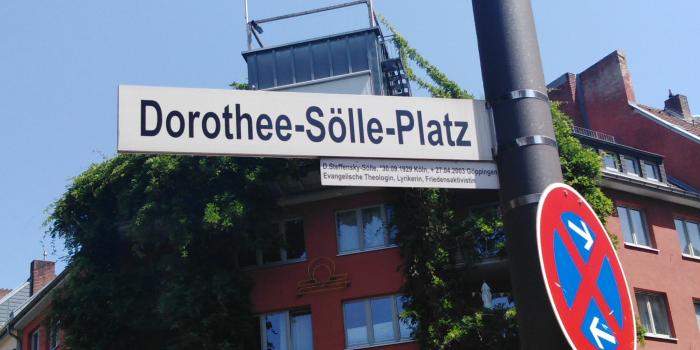 Dorothee-Sölle-Platz
D.Steffensky-Sölle, *30.09.1929 Köln, + 27.04.2003 Göppingen
Evangelische Theologin, Lyrikerin, Friedensaktivistin